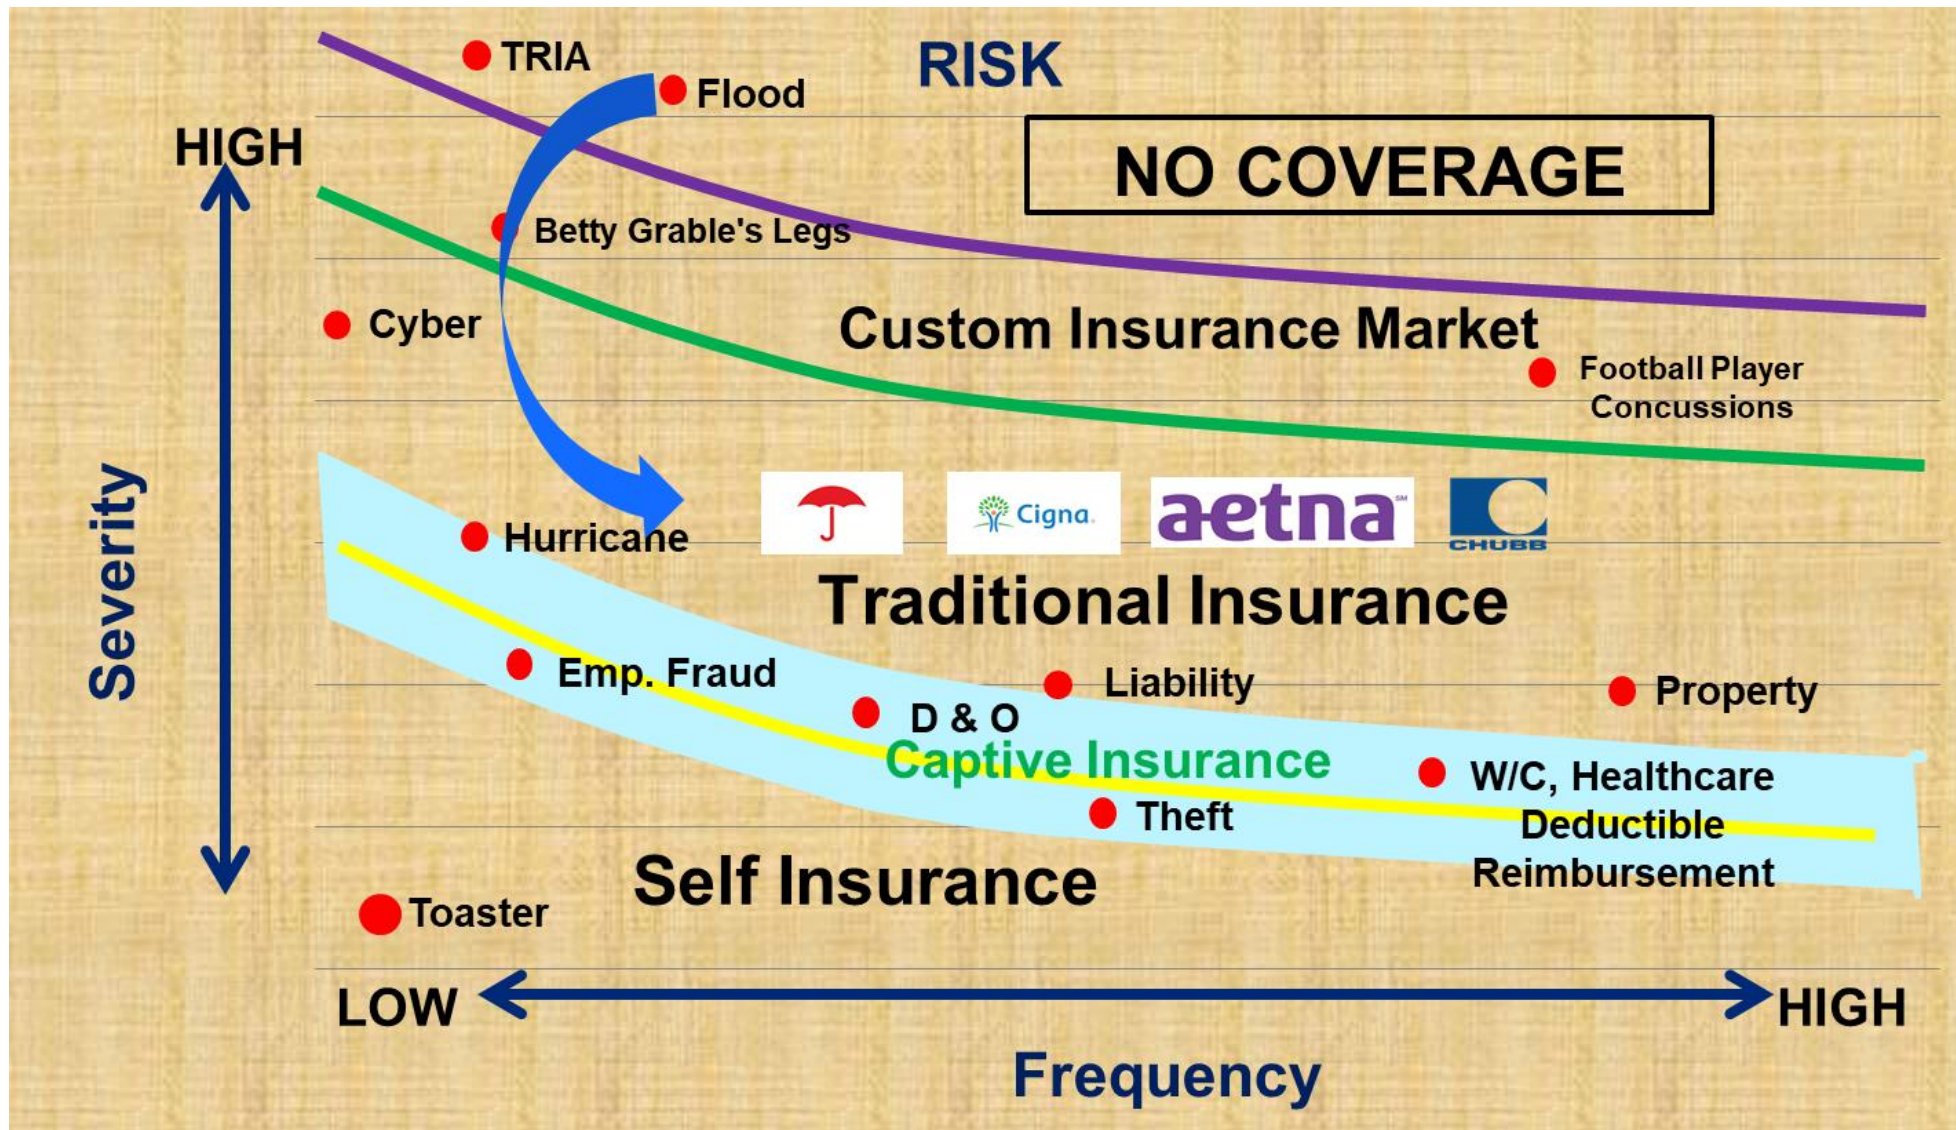 TRIA
RISK
Flood
HIGH
NO COVERAGE
Betty Grable's Legs
Cyber
Custom Insurance Market
Football Player
Concussions
Severity
Cigna.
aetna℠
CHUBB
Hurricane
Traditional Insurance
Emp. Fraud
Liability
Property
D & O
Captive Insurance
W/C, Healthcare
Deductible
Reimbursement
Theft
Self Insurance
Toaster
LOW
HIGH
Frequency